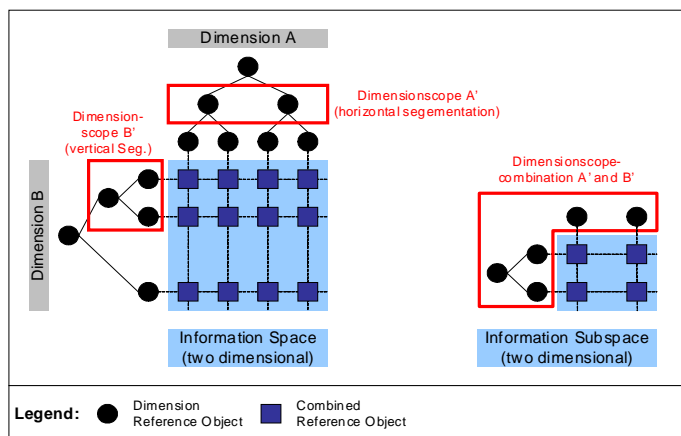 Dimension A
Dimensionscope A'
(horizontal segementation)
Dimension-
scope B'
(vertical Seg.)
Dimension B
Dimensionscope-
combination A' and B'
Information Space
(two dimensional)
Information Subspace
(two dimensional)
Legend:
Dimension
Reference Object
Combined
Reference Object